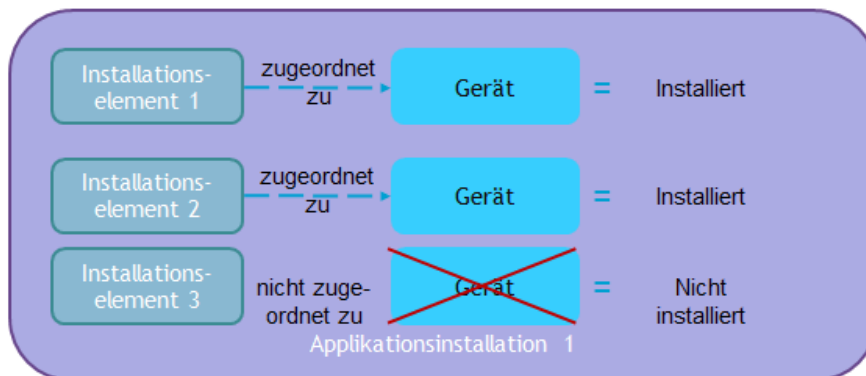 Installations-
element 1
zugeordnet
zu
Gerät
=
Installiert
Installations-
element 2
zugeordnet
zu
Gerät
=
Installiert
Installations-
element 3
nicht zuge-
ordnet zu
Gerät
=
Nicht
installiert
Applikationsinstallation 1